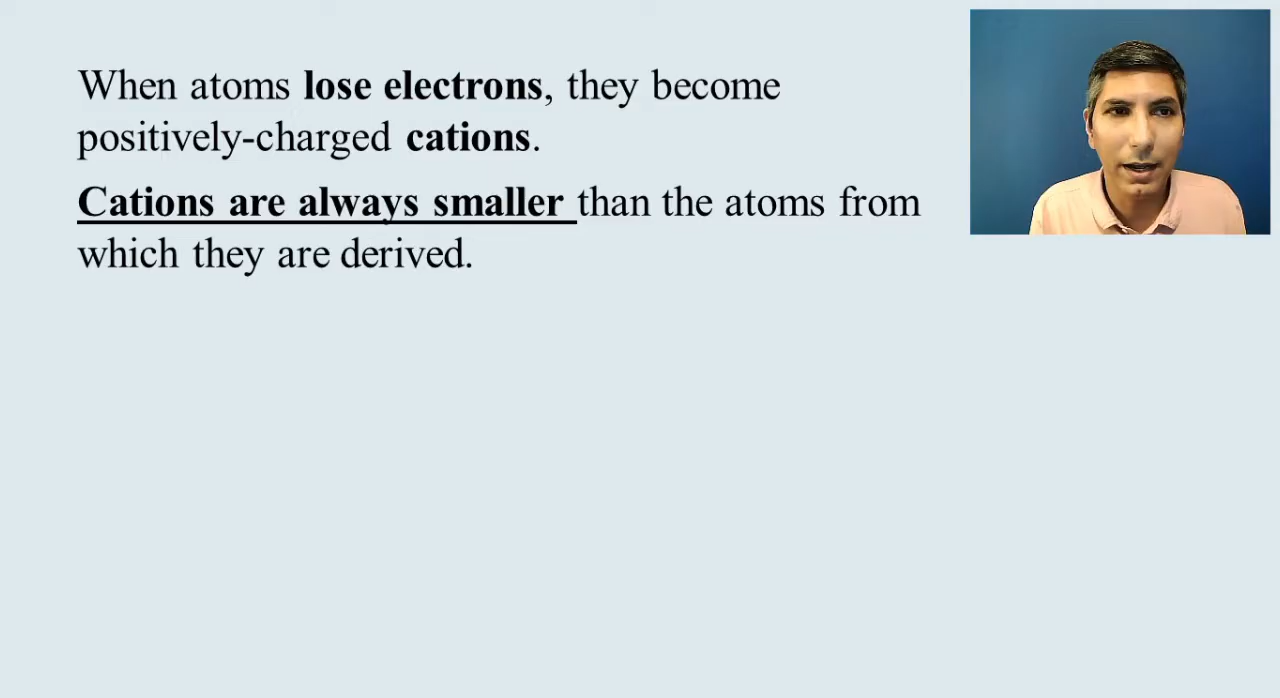 When atoms lose electrons, they become
positively-charged cations.
Cations are always smaller than the atoms from
which they are derived.